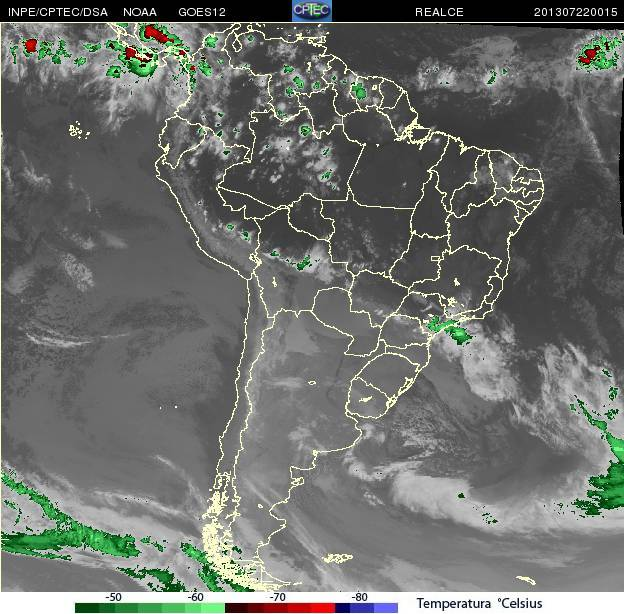 INPE/CPTEC/DSA NOAA GOES12 CPTEC REALCE 201307220015
-50 -60 -70 -80 Temperatura °Celsius